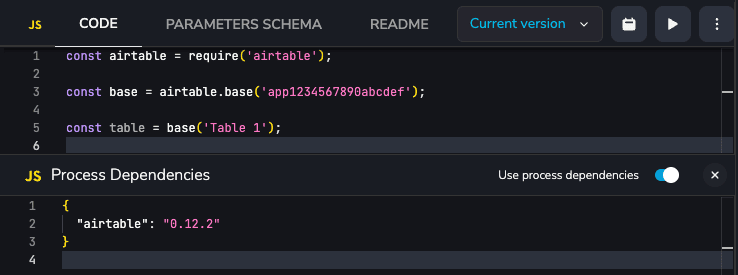 JS CODE PARAMETERS SCHEMA README Current version
1 const airtable = require('airtable');
2
3 const base = airtable.base('app1234567890abcdef');
4
5 const table = base('Table 1');
6
JS Process Dependencies Use process dependencies
1 {
2 "airtable": "0.12.2"
3 }
4